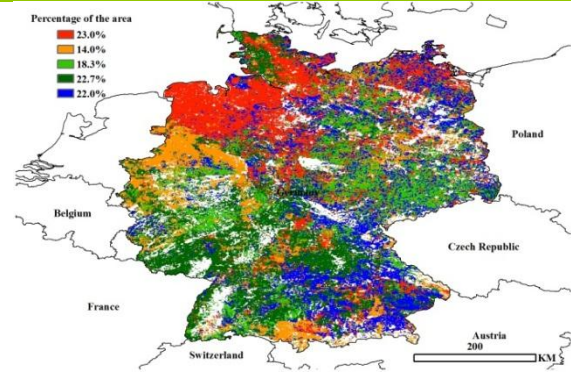 Percentage of the area
23.0%
14.0%
18.3%
22.7%
22.0%
Poland
Germany
Belgium
Czech Republic
France
Austria
200
KM
Switzerland